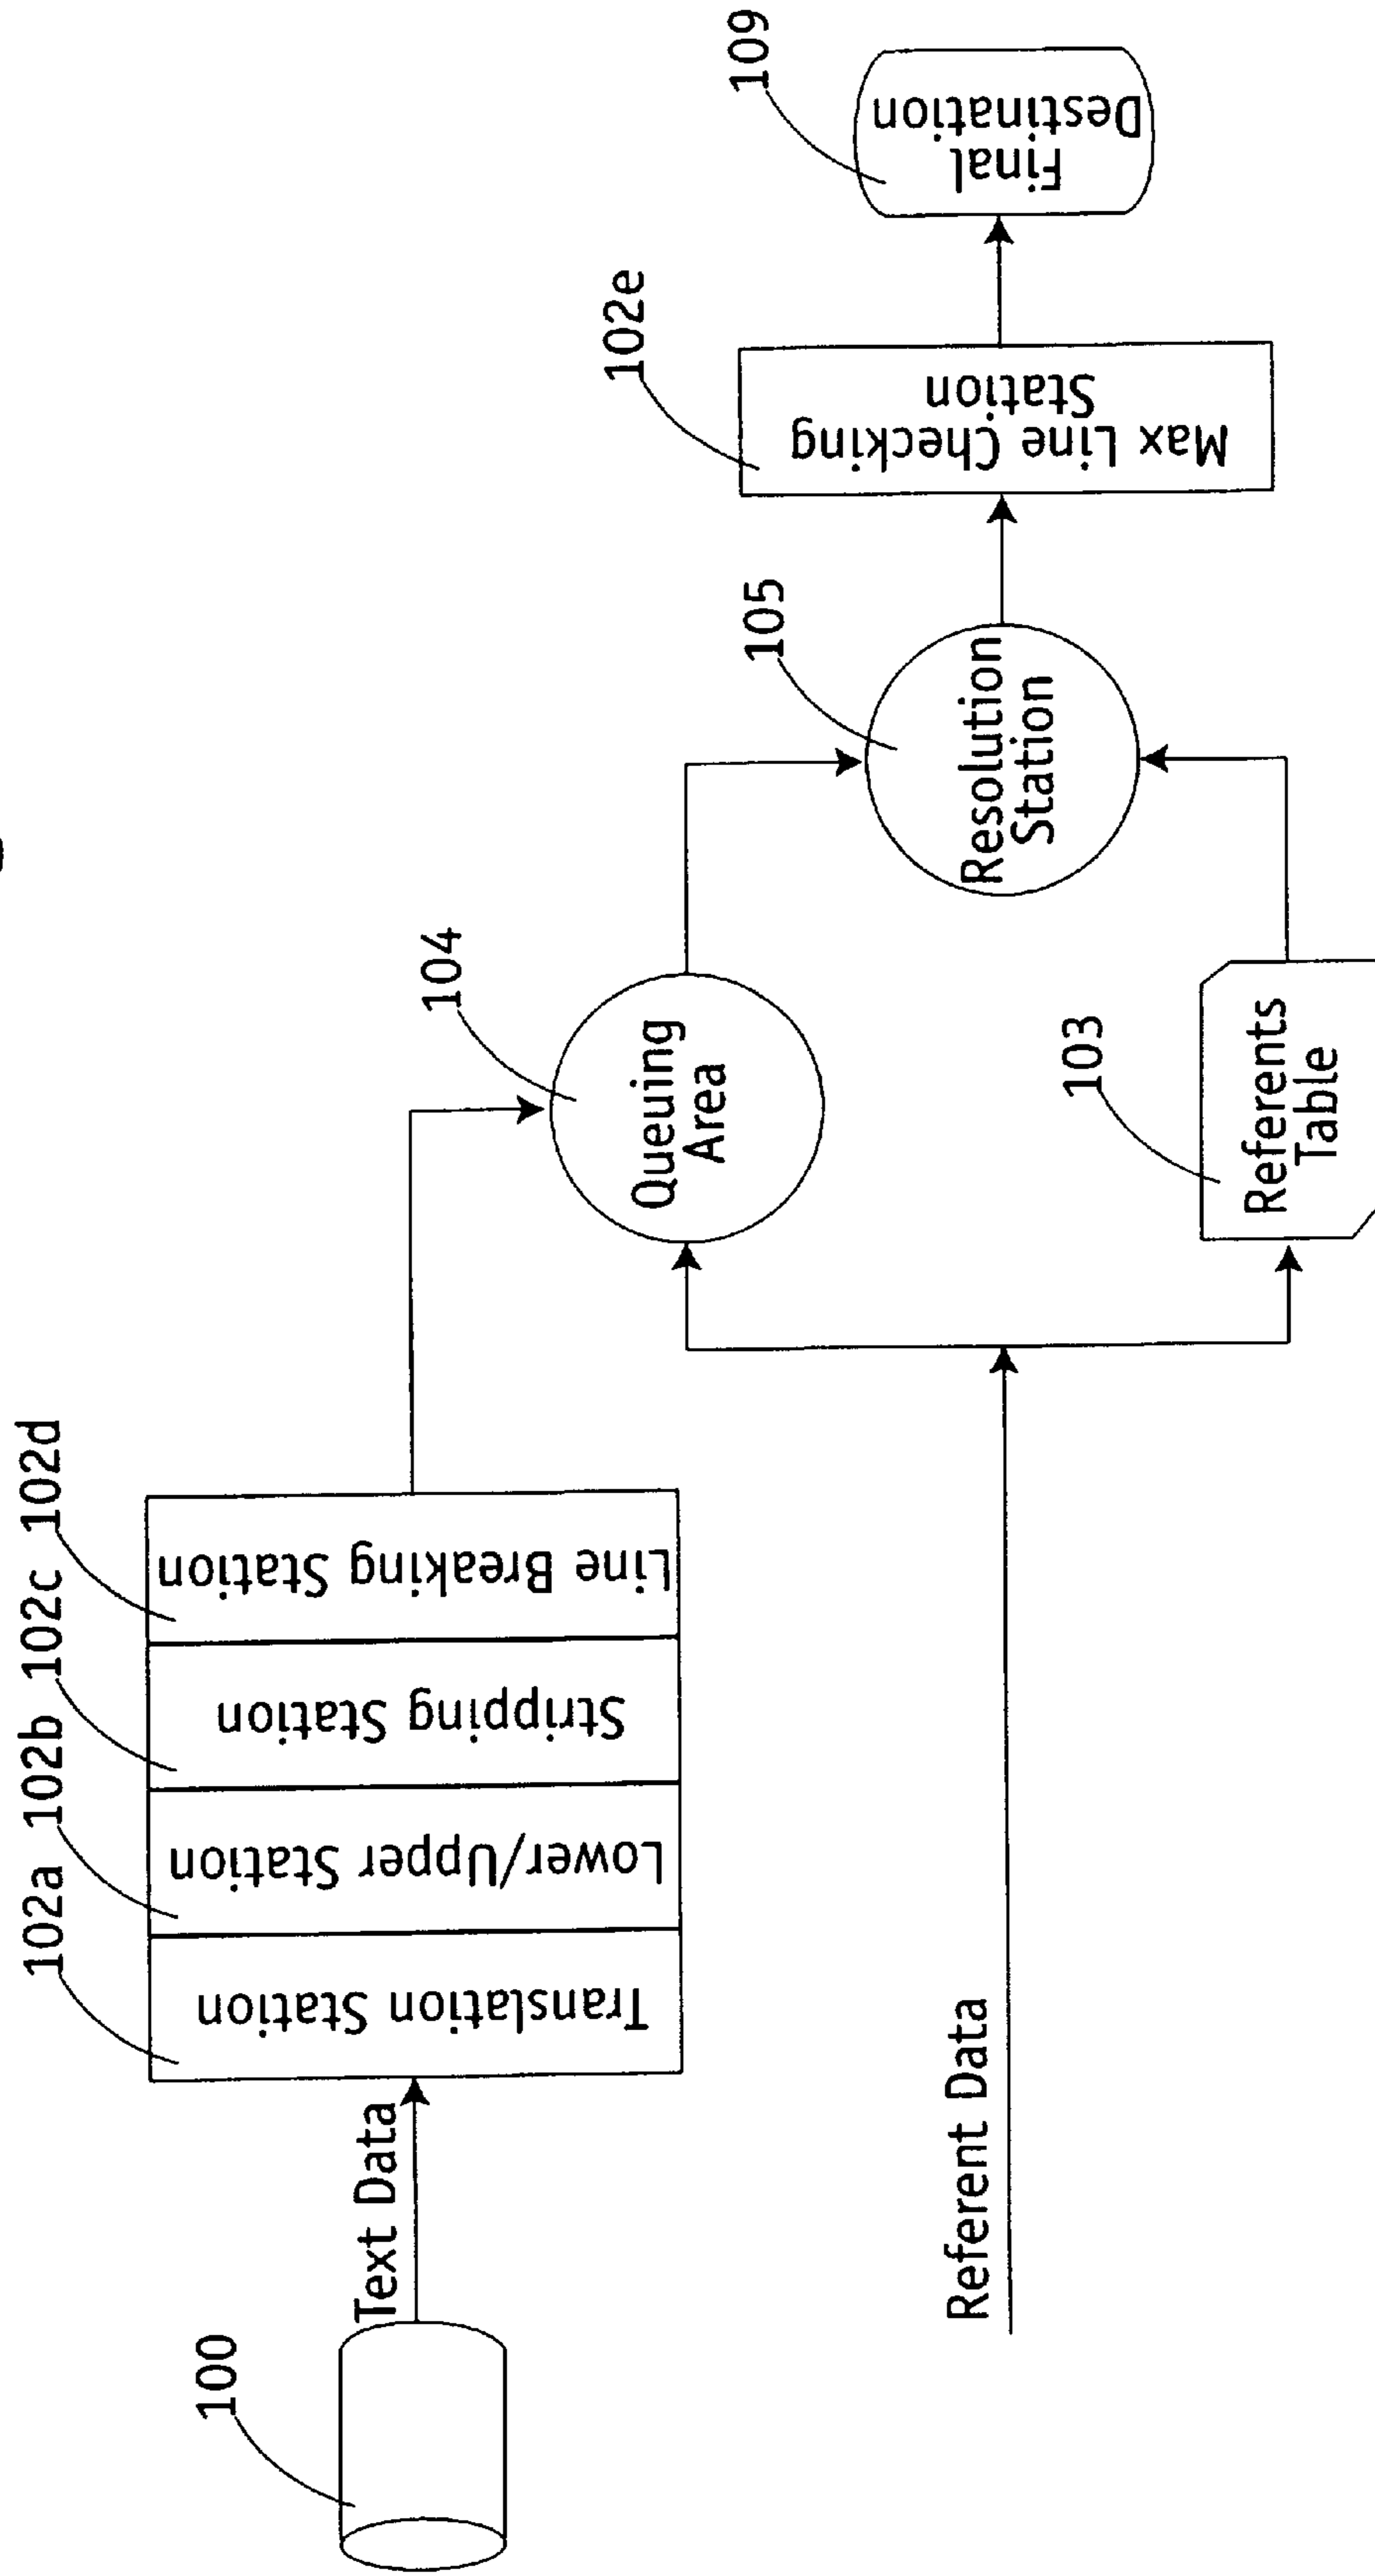 100
Text Data
102a
102b
102c
102d
Translation Station
Lower/Upper Station
Stripping Station
Line Breaking Station
104
Queuing
Area
Referent Data
103
Referents
Table
105
Resolution
Station
102e
Max Line Checking
Station
109
Final
Destination